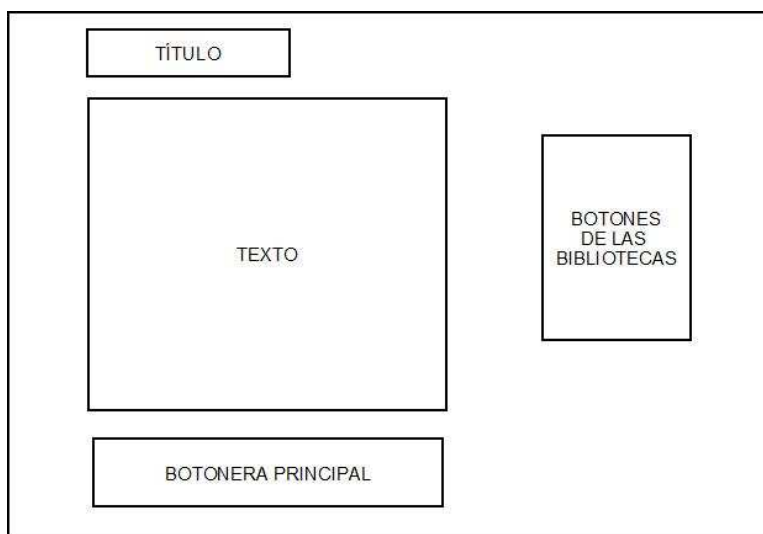 TÍTULO
TEXTO
BOTONES
DE LAS
BIBLIOTECAS
BOTONERA PRINCIPAL